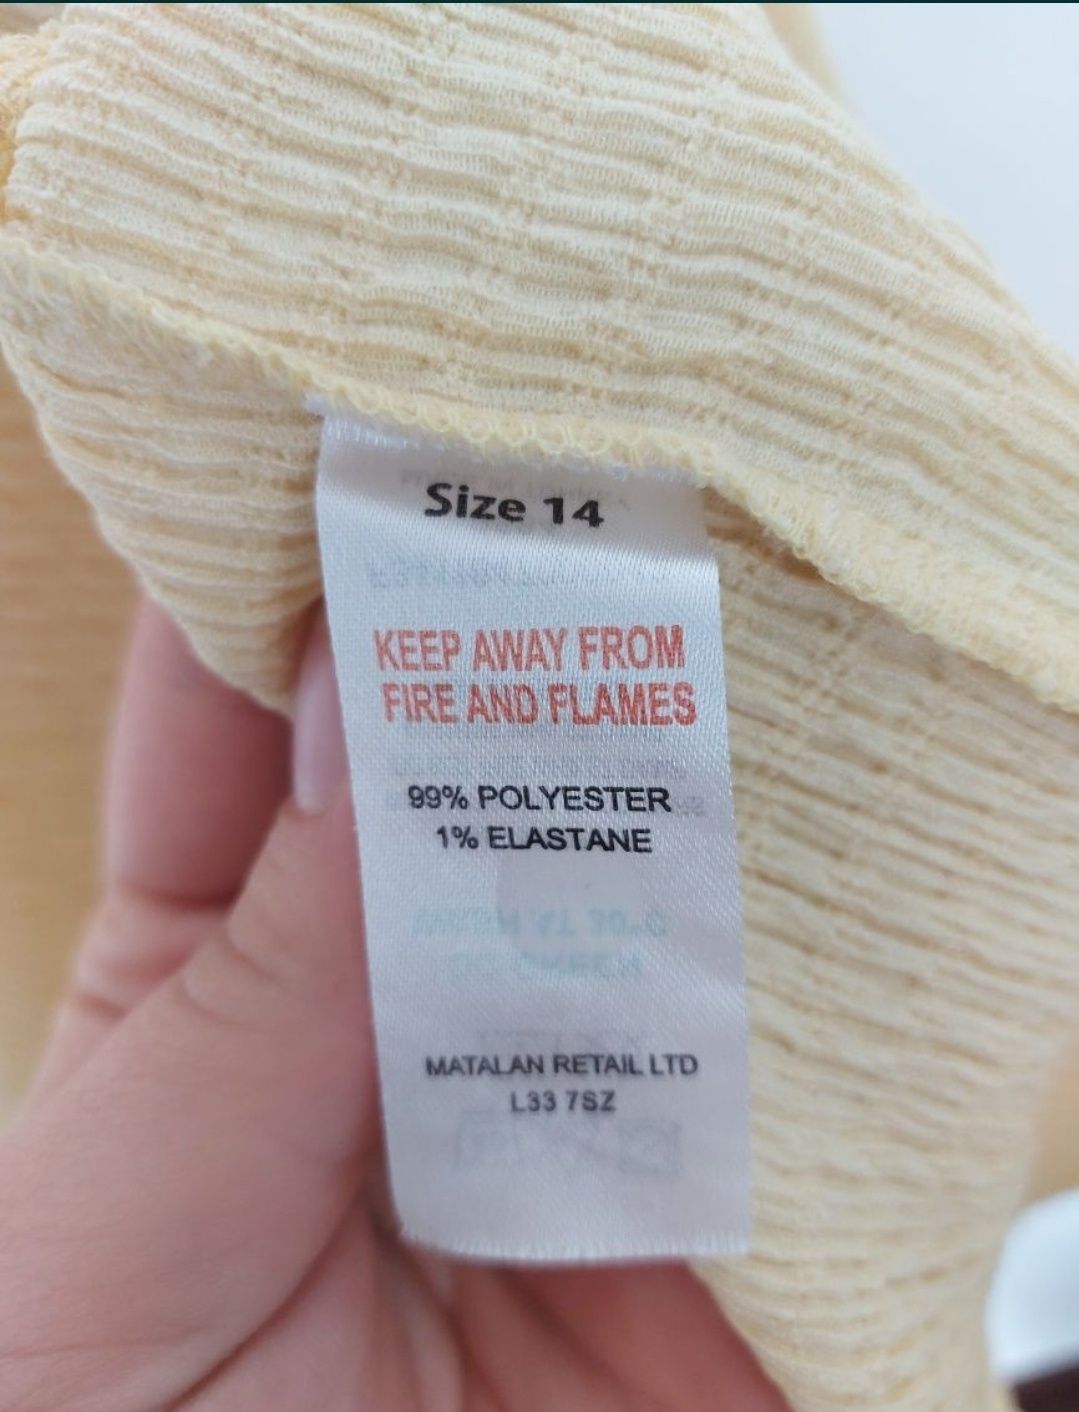 Size 14
KEEP AWAY FROM
FIRE AND FLAMES
99% POLYESTER
1% ELASTANE
MATALAN RETAIL LTD
L33 7SZ